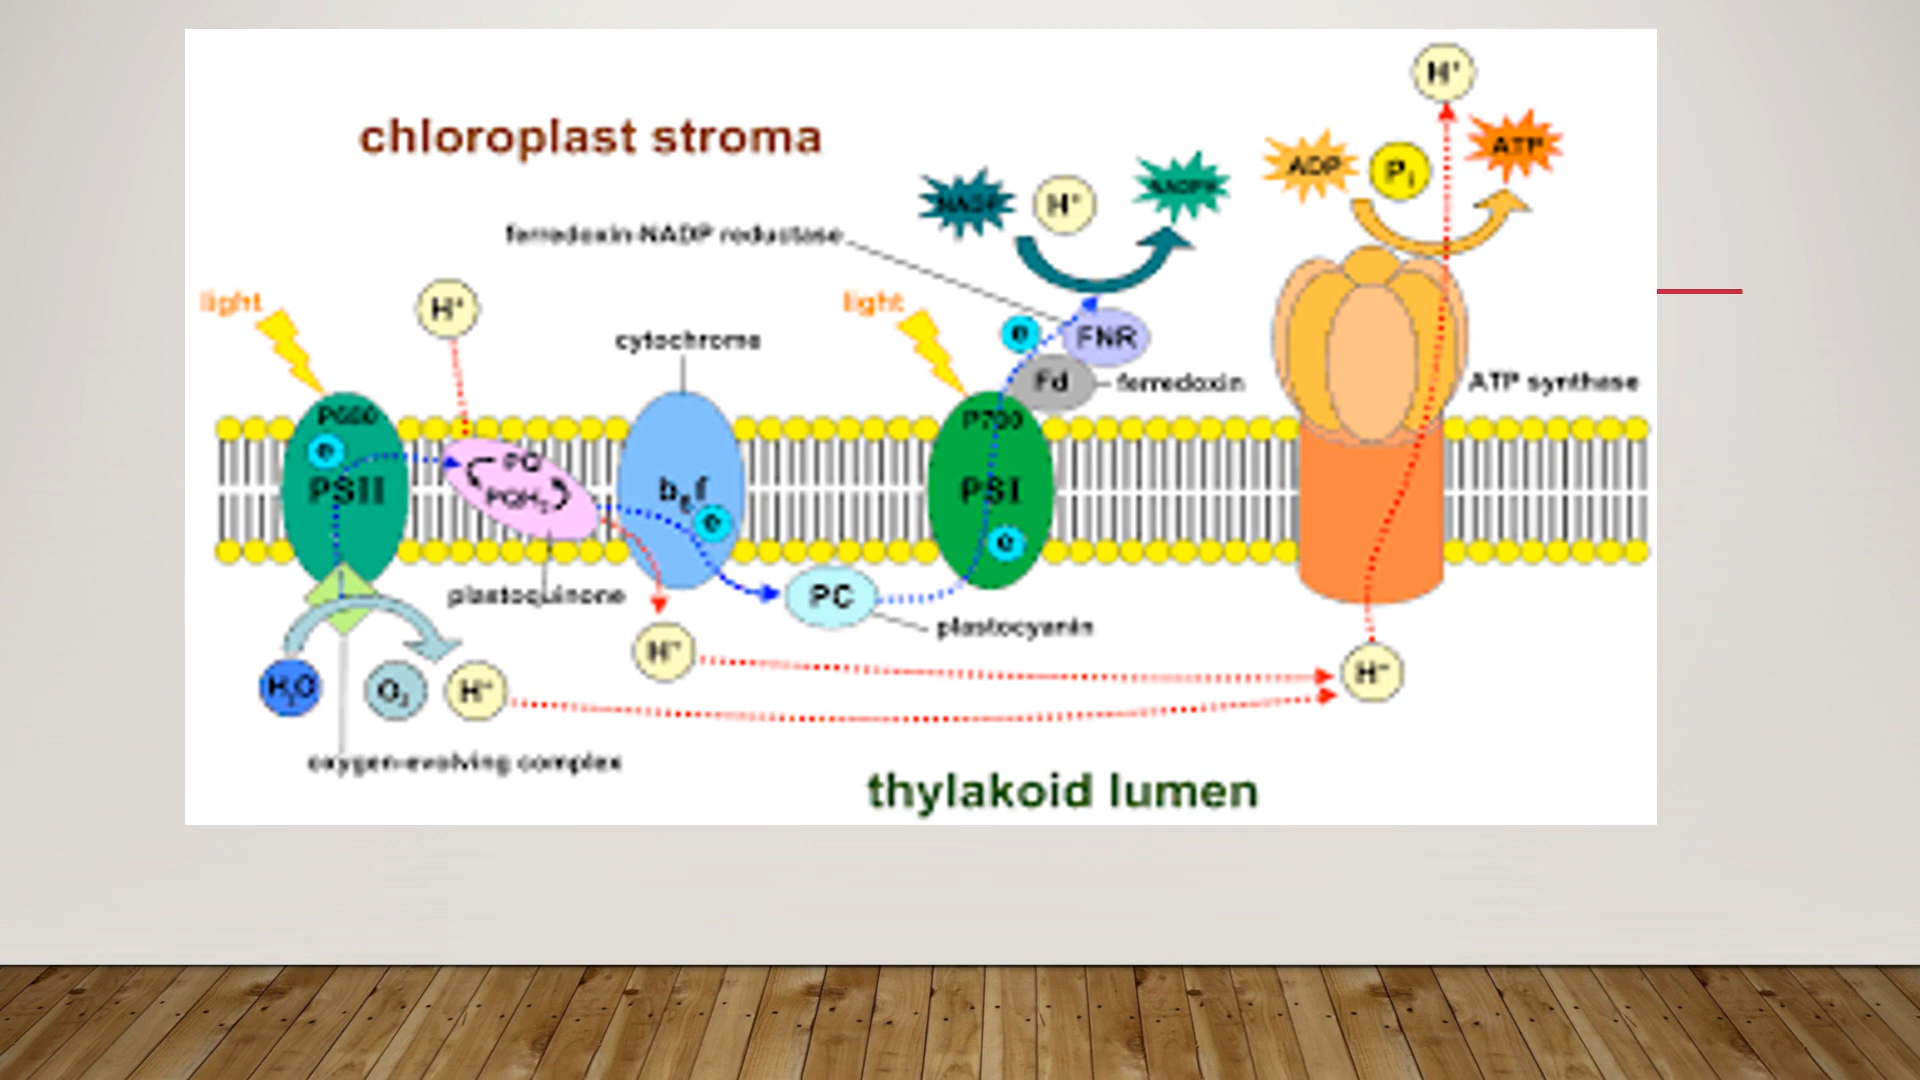 H⁺
chloroplast stroma
ADP
Pᵢ
ATP
NADP
H⁺
NADPH
ferredoxin-NADP reductase
light
H⁺
light
cytochrome
e
FNR
Fd
ferredoxin
ATP synthase
P680
P700
e
PQ
PSII
PQH₂
b₆f
PSI
e
e
plastoquinone
PC
plastocyanin
H⁺
H⁺
H₂O
O₂
H⁺
oxygen-evolving complex
thylakoid lumen